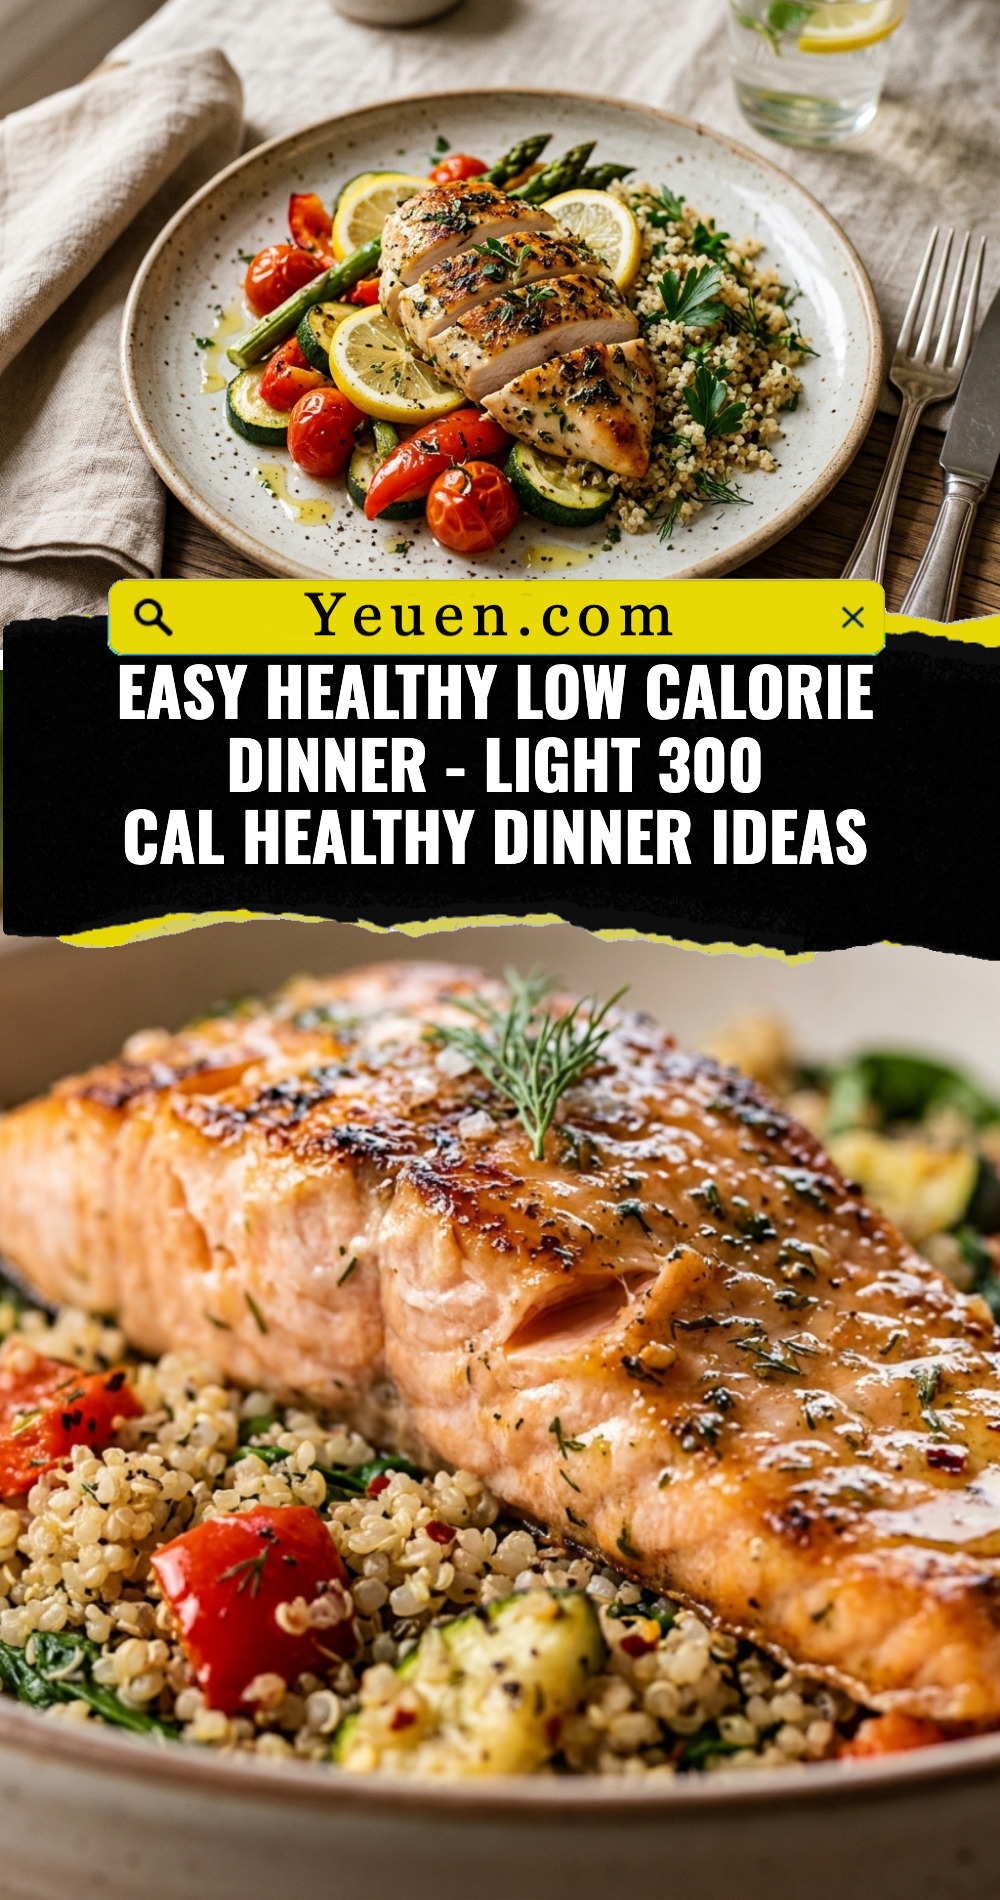 Yeuen.com
EASY HEALTHY LOW CALORIE
DINNER - LIGHT 300
CAL HEALTHY DINNER IDEAS